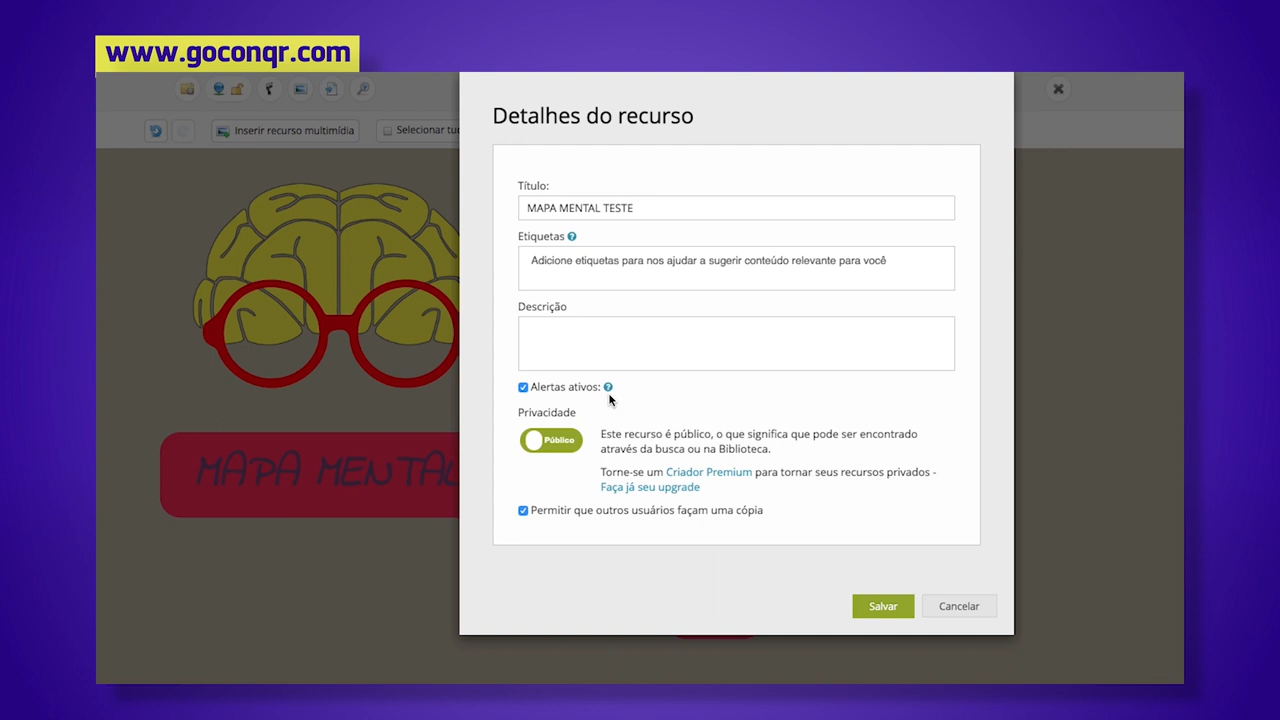 www.goconqr.com
Inserir recurso multimídia
Selecionar tud
Detalhes do recurso
Título:
MAPA MENTAL TESTE
Etiquetas
Adicione etiquetas para nos ajudar a sugerir conteúdo relevante para você
Descrição
Alertas ativos:
Privacidade
Público
Este recurso é público, o que significa que pode ser encontrado
através da busca ou na Biblioteca.
Torne-se um Criador Premium para tornar seus recursos privados -
Faça já seu upgrade
Permitir que outros usuários façam uma cópia
MAPA MENTAL
Salvar
Cancelar